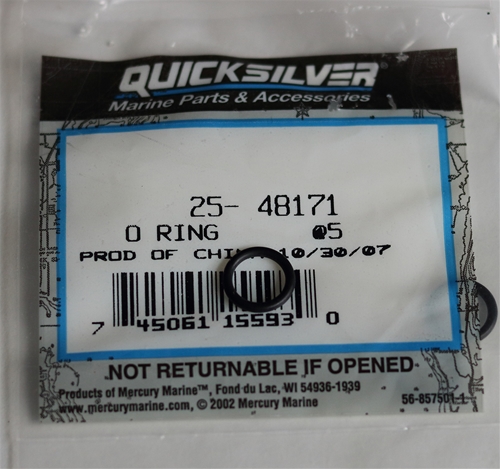 QUICKSILVER
Marine Parts & Accessories
25- 48171
O RING @5
PROD OF 10/30/07
7 45061 15593 0
NOT RETURNABLE IF OPENED
Products of Mercury Marine™, Fond du Lac, WI 54936-1939
www.mercurymarine.com, © 2002 Mercury Marine 56-857501-1